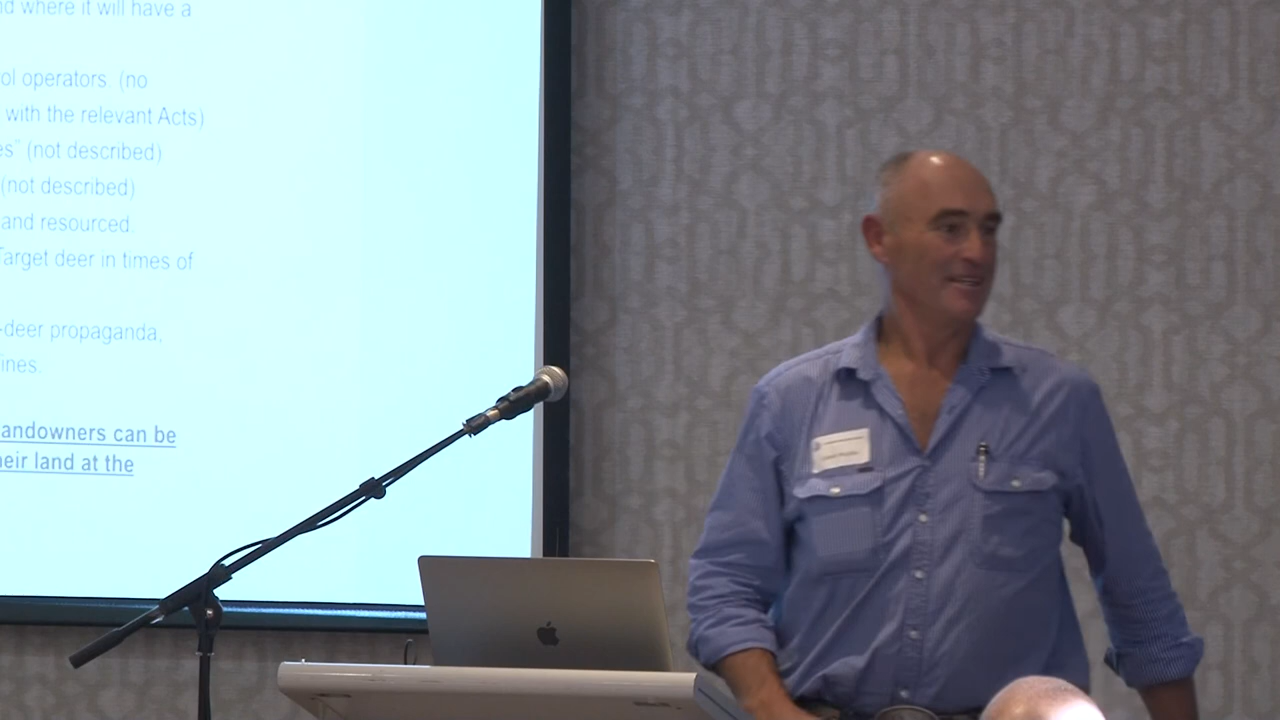 d where it will have a
ol operators. (no
with the relevant Acts)
es" (not described)
(not described)
and resourced.
Target deer in times of
-deer propaganda,
ines.
andowners can be
eir land at the